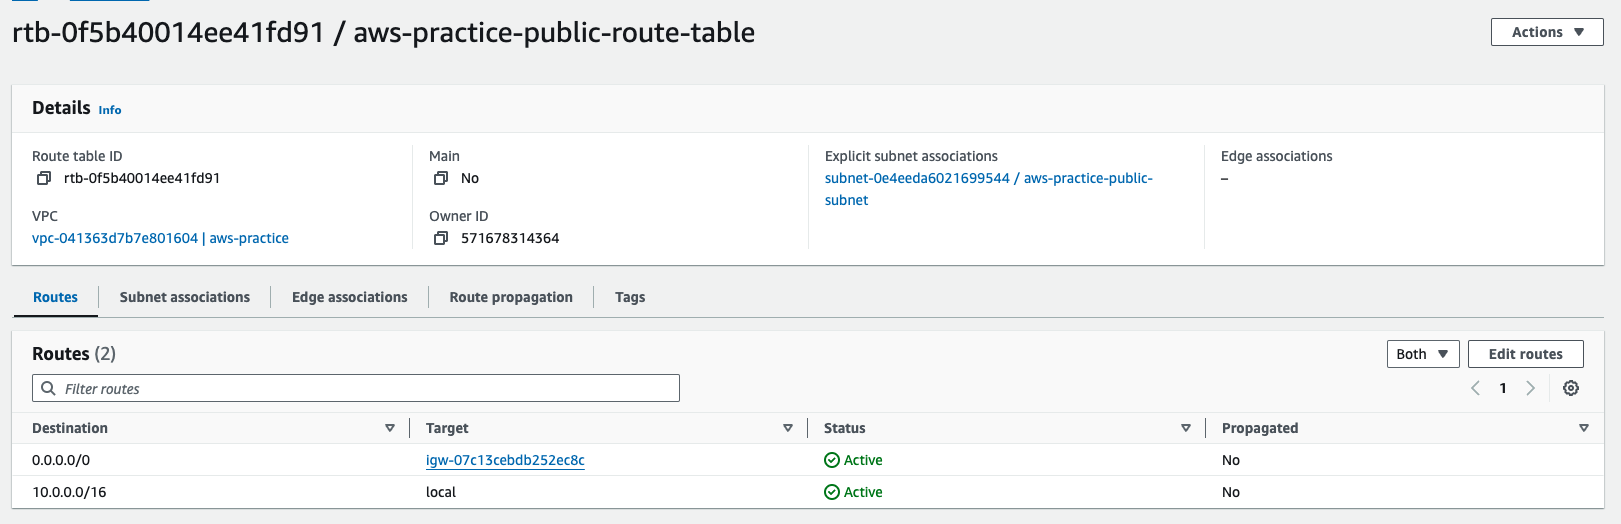 rtb-0f5b40014ee41fd91 / aws-practice-public-route-table
Actions
Details Info
Route table ID
rtb-0f5b40014ee41fd91
Main
No
Explicit subnet associations
subnet-0e4eeda6021699544 / aws-practice-public-
subnet
Edge associations
–
VPC
vpc-041363d7b7e801604 | aws-practice
Owner ID
571678314364
Routes
Subnet associations
Edge associations
Route propagation
Tags
Routes (2)
Both
Edit routes
Filter routes
1
Destination Target Status Propagated
0.0.0.0/0 igw-07c13cebdb252ec8c Active No
10.0.0.0/16 local Active No